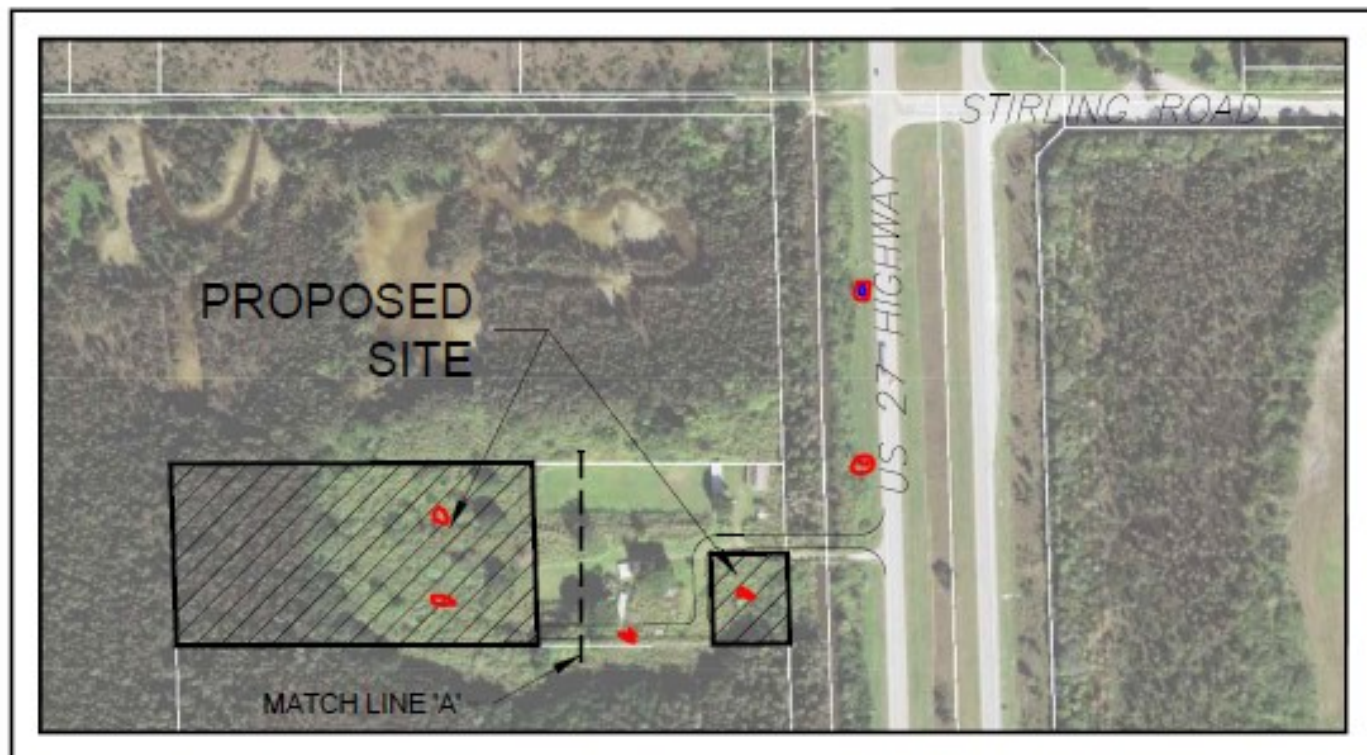 STIRLING ROAD
US 27 HIGHWAY
PROPOSED
SITE
MATCH LINE "A"